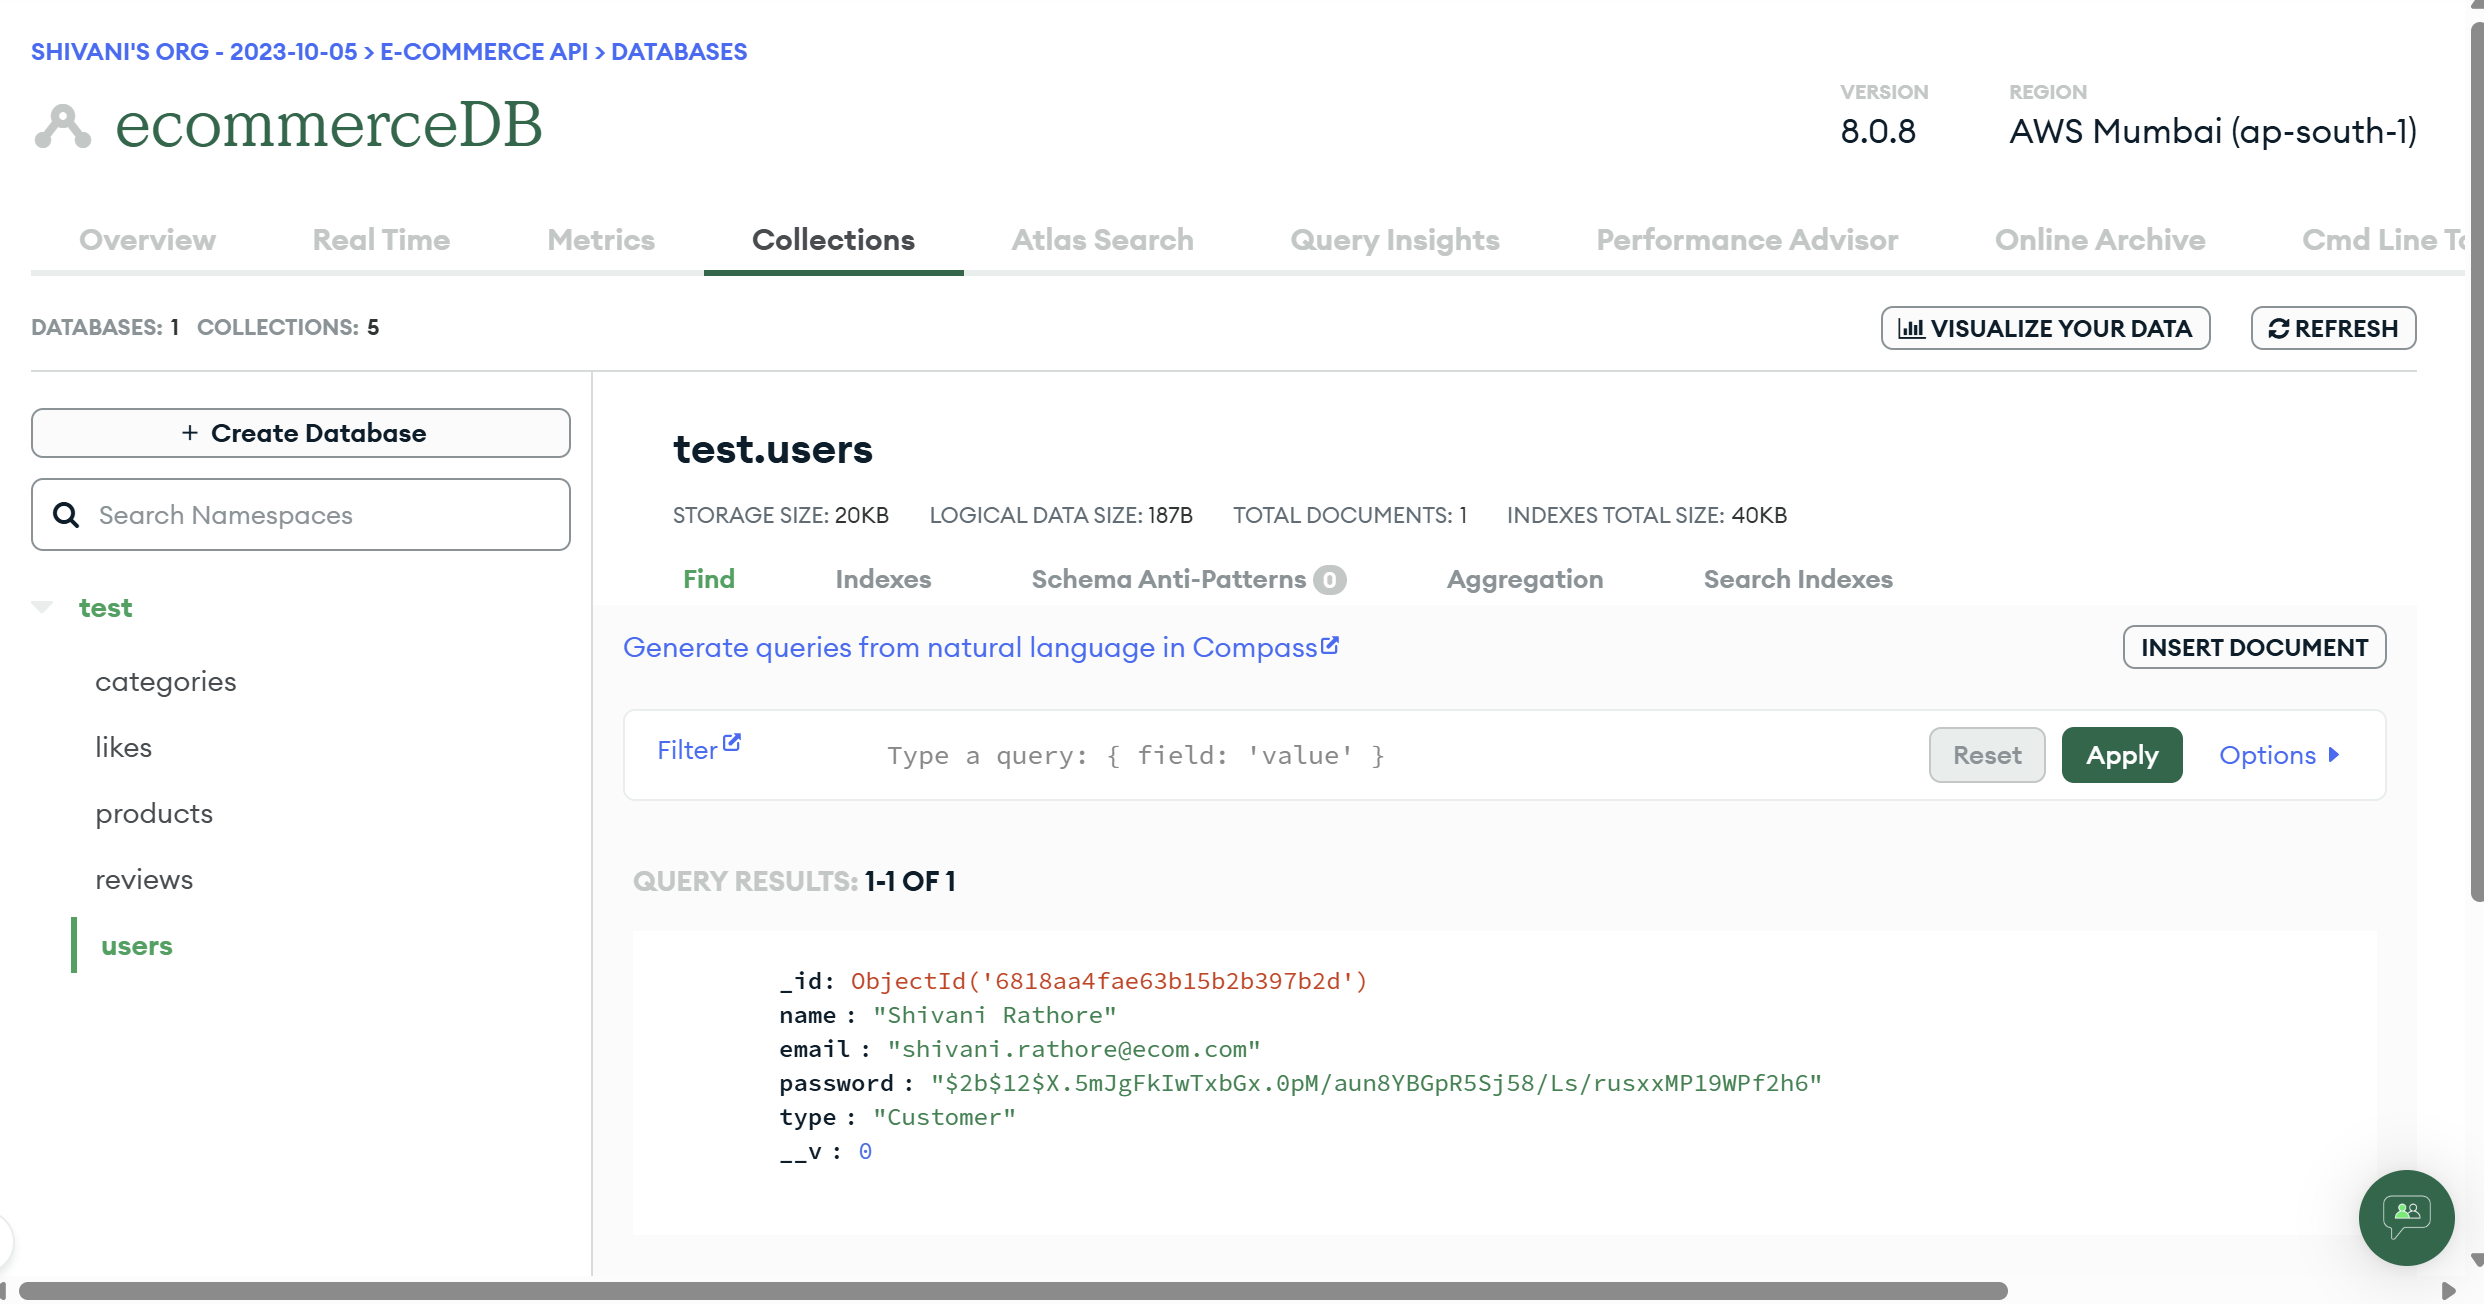 SHIVANI'S ORG - 2023-10-05 > E-COMMERCE API > DATABASES
ecommerceDB
VERSION
8.0.8
REGION
AWS Mumbai (ap-south-1)
Overview Real Time Metrics Collections Atlas Search Query Insights Performance Advisor Online Archive Cmd Line To
DATABASES: 1 COLLECTIONS: 5
VISUALIZE YOUR DATA
REFRESH
+ Create Database
Search Namespaces
test
categories
likes
products
reviews
users
test.users
STORAGE SIZE: 20KB LOGICAL DATA SIZE: 187B TOTAL DOCUMENTS: 1 INDEXES TOTAL SIZE: 40KB
Find Indexes Schema Anti-Patterns 0 Aggregation Search Indexes
Generate queries from natural language in Compass
INSERT DOCUMENT
Filter
Type a query: { field: 'value' }
Reset
Apply
Options
QUERY RESULTS: 1-1 OF 1
_id: ObjectId('6818aa4fae63b15b2b397b2d')
name : "Shivani Rathore"
email : "shivani.rathore@ecom.com"
password : "$2b$12$X.5mJgFkIwTxbGx.0pM/aun8YBGpR5Sj58/Ls/rusxxMP19WPf2h6"
type : "Customer"
__v : 0